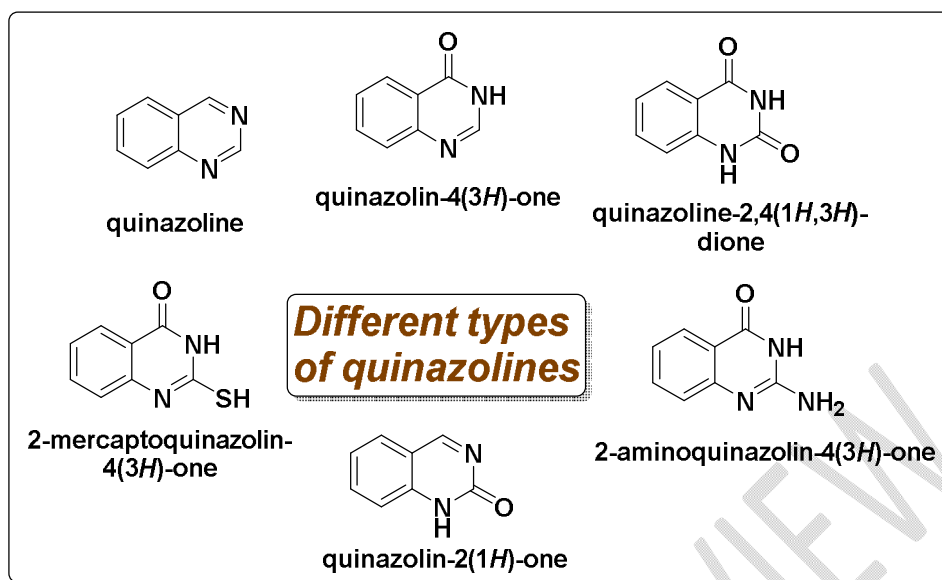 O
NH
N
quinazolin-4(3H)-one
N
N
quinazoline
O
NH
N
H
O
quinazoline-2,4(1H,3H)-
dione
O
NH
N
SH
2-mercaptoquinazolin-
4(3H)-one
Different types
of quinazolines
O
NH
N
NH₂
2-aminoquinazolin-4(3H)-one
N
N
H
O
quinazolin-2(1H)-one
VIEW